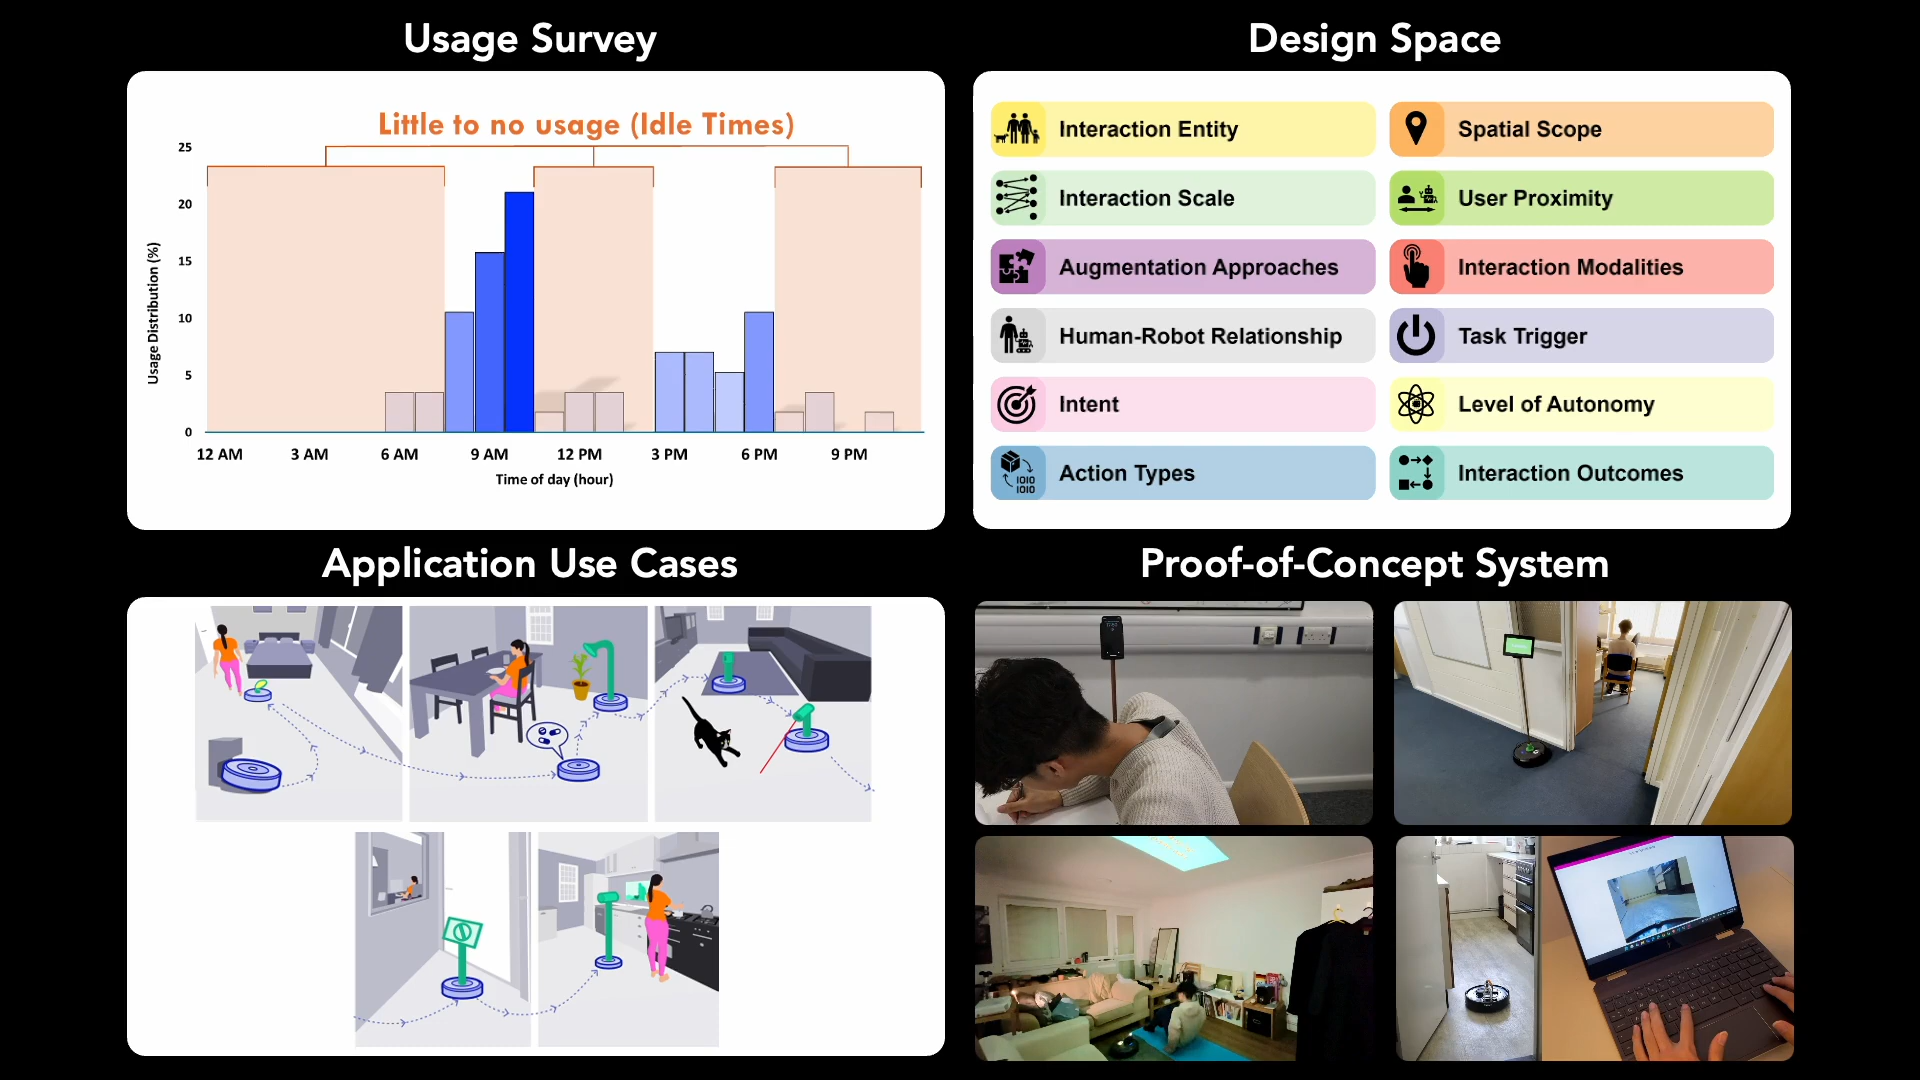 Usage Survey
Little to no usage (Idle Times)
25
20
15
10
5
0
Usage Distribution (%)
12 AM 3 AM 6 AM 9 AM 12 PM 3 PM 6 PM 9 PM
Time of day (hour)
Design Space
Interaction Entity
Spatial Scope
Interaction Scale
User Proximity
Augmentation Approaches
Interaction Modalities
Human-Robot Relationship
Task Trigger
Intent
Level of Autonomy
Action Types
Interaction Outcomes
IOIO
IOIO
Application Use Cases
Proof-of-Concept System